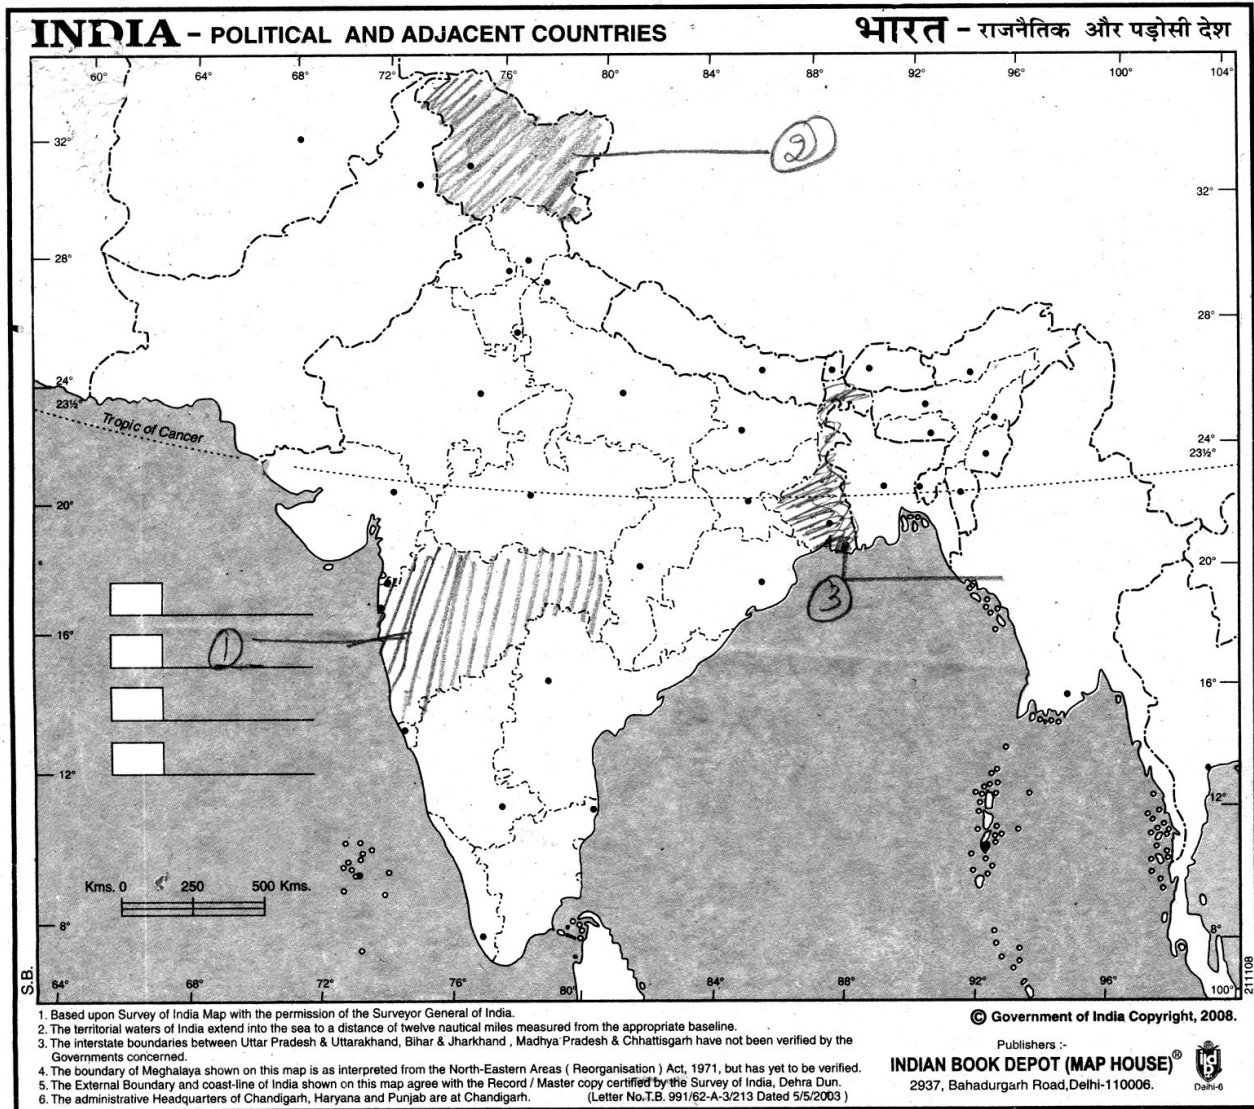 INDIA – POLITICAL AND ADJACENT COUNTRIES
भारत – राजनैतिक और पड़ोसी देश
60° 64° 68° 72° 76° 80° 84° 88° 92° 96° 100° 104°
2
32°
32°
28°
28°
24°
23½°
Tropic of Cancer
24°
23½°
20°
20°
3
16°
1
16°
12°
12°
Kms. 0 250 500 Kms.
8°
8°
64° 68° 72° 76° 80° 84° 88° 92° 96° 100°
S.B.
211108
1. Based upon Survey of India Map with the permission of the Surveyor General of India.
2. The territorial waters of India extend into the sea to a distance of twelve nautical miles measured from the appropriate baseline.
3. The interstate boundaries between Uttar Pradesh & Uttarakhand, Bihar & Jharkhand , Madhya Pradesh & Chhattisgarh have not been verified by the
Governments concerned.
4. The boundary of Meghalaya shown on this map is as interpreted from the North-Eastern Areas ( Reorganisation ) Act, 1971, but has yet to be verified.
5. The External Boundary and coast-line of India shown on this map agree with the Record / Master copy certified by the Survey of India, Dehra Dun.
6. The administrative Headquarters of Chandigarh, Haryana and Punjab are at Chandigarh. (Letter No.T.B. 991/62-A-3/213 Dated 5/5/2003 )
© Government of India Copyright, 2008.
Publishers :-
INDIAN BOOK DEPOT (MAP HOUSE)®
2937, Bahadurgarh Road,Delhi-110006.
Delhi-6